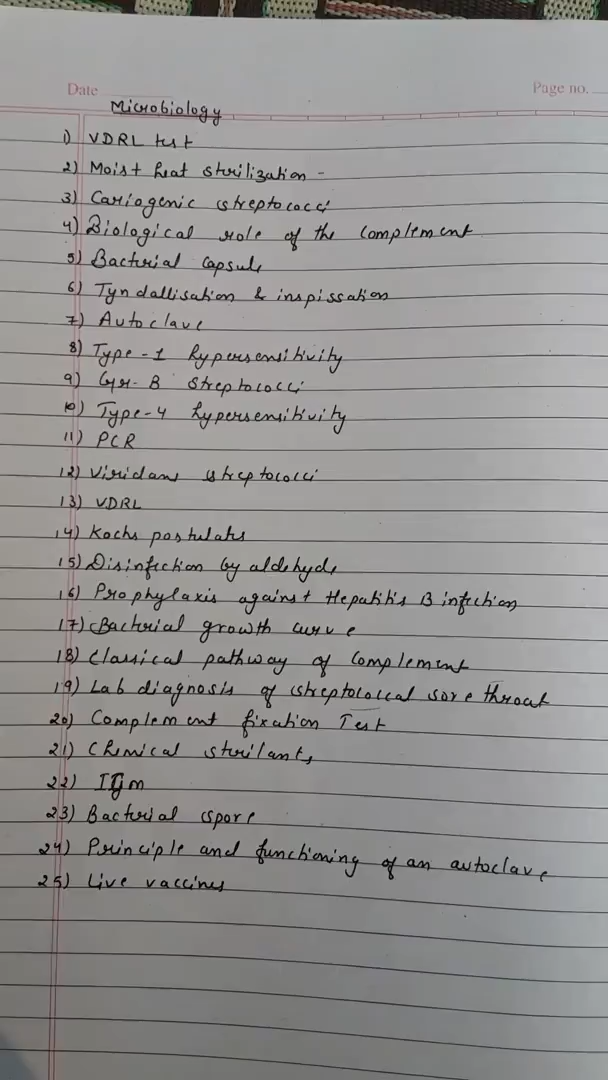 Date
Page no.
Microbiology
1) VDRL test
2) Moist heat sterilization -
3) Cariogenic streptococci
4) Biological role of the complement
5) Bacterial capsule
6) Tyndallisation & inspissation
7) Autoclave
8) Type-1 hypersensitivity
9) Gr-B streptococci
10) Type-4 hypersensitivity
11) PCR
12) Viridans streptococci
13) VDRL
14) Kochs postulates
15) Disinfection by aldehyde
16) Prophylaxis against Hepatitis B infection
17) Bacterial growth curve
18) Classical pathway of complement
19) Lab diagnosis of streptococcal sore throat
20) Complement fixation Test
21) Chemical sterilants
22) IgM
23) Bacterial spore
24) Principle and functioning of an autoclave
25) Live vaccines